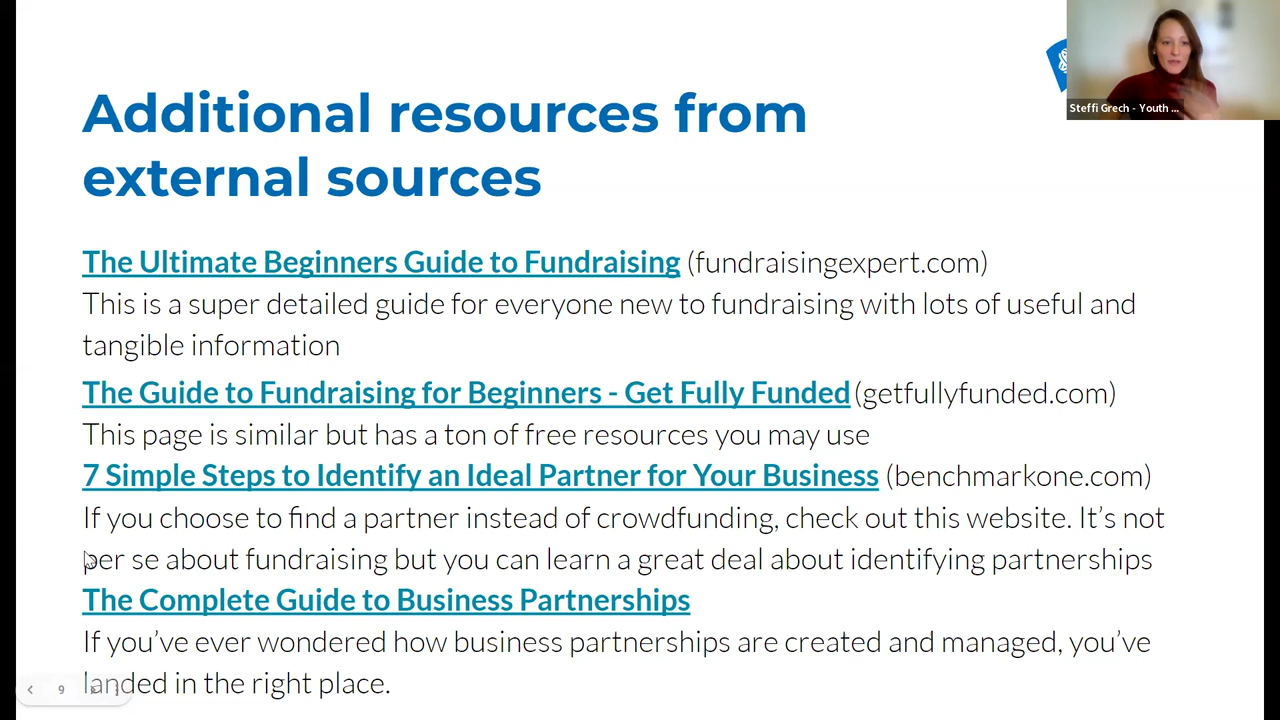 Additional resources from
external sources
Steffi Grech - Youth ...
The Ultimate Beginners Guide to Fundraising (fundraisingexpert.com)
This is a super detailed guide for everyone new to fundraising with lots of useful and
tangible information
The Guide to Fundraising for Beginners - Get Fully Funded (getfullyfunded.com)
This page is similar but has a ton of free resources you may use
7 Simple Steps to Identify an Ideal Partner for Your Business (benchmarkone.com)
If you choose to find a partner instead of crowdfunding, check out this website. It’s not
per se about fundraising but you can learn a great deal about identifying partnerships
The Complete Guide to Business Partnerships
If you’ve ever wondered how business partnerships are created and managed, you’ve
landed in the right place.
9